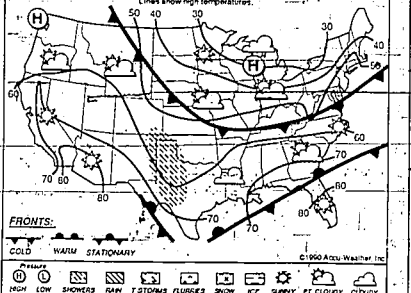 Lines show high temperatures.
50 40 30 30
H
H
40
50
60
60
70 80
80
70
70
70
80
FRONTS:
COLD WARM STATIONARY
©1990 Accu-Weather, Inc
Pressure
H L
HIGH LOW SHOWERS RAIN T-STORMS FLURRIES SNOW ICE SUNNY PT. CLOUDY CLOUDY